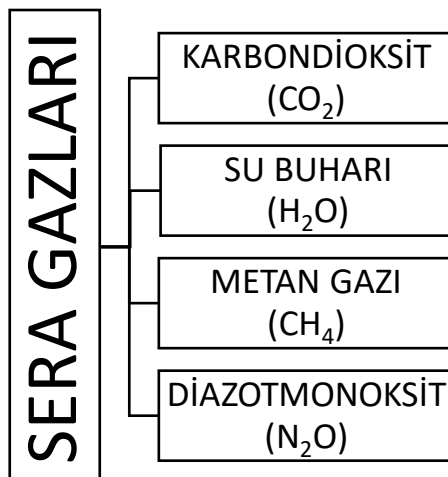 SERA GAZLARI
KARBONDİOKSİT
(CO₂)
SU BUHARI
(H₂O)
METAN GAZI
(CH₄)
DİAZOTMONOKSİT
(N₂O)